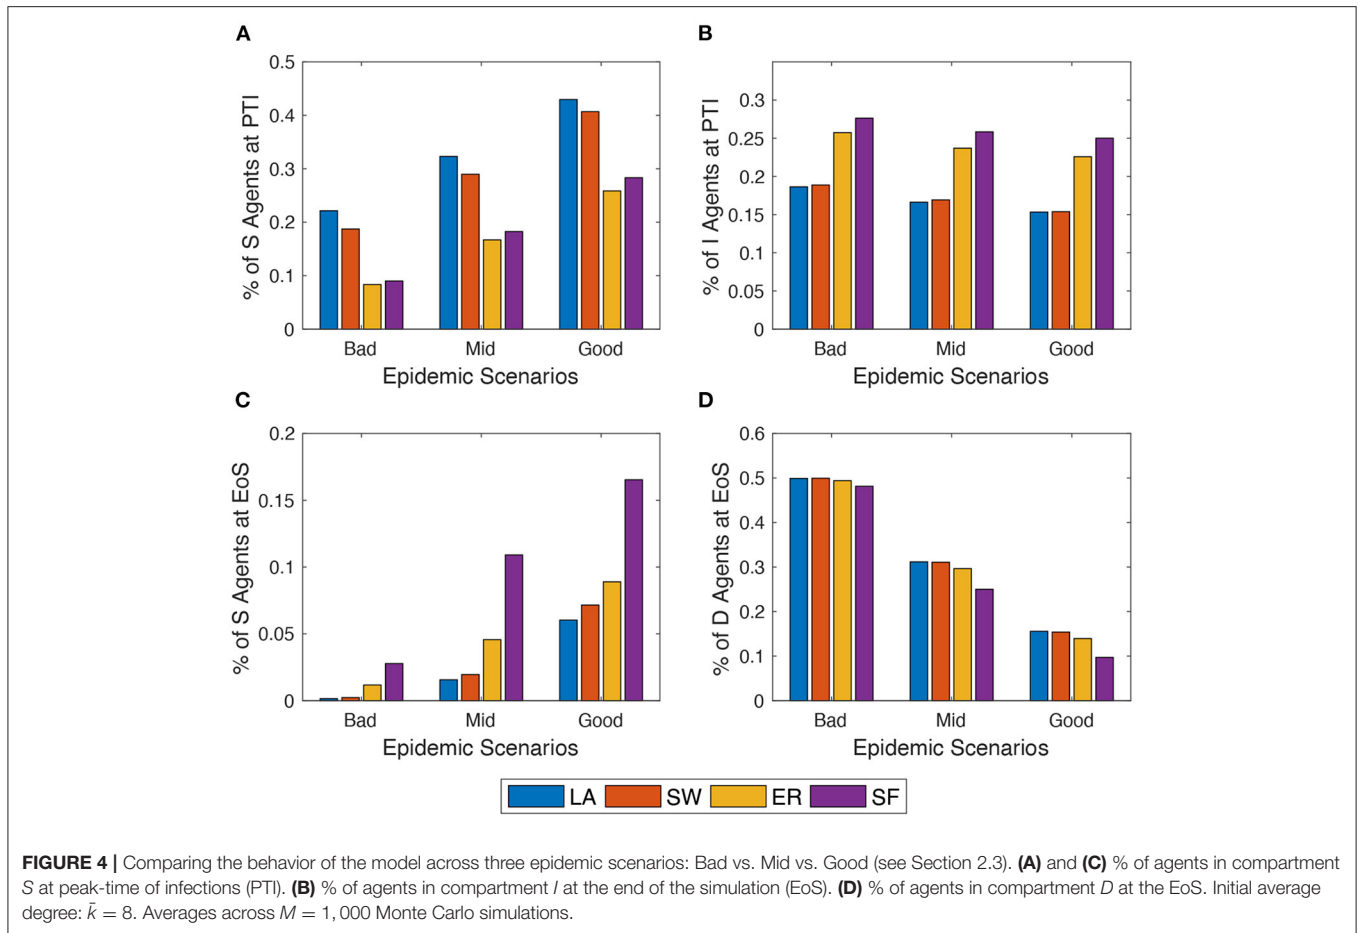 A
0.5
0.4
0.3
0.2
0.1
0
% of S Agents at PTI
Bad Mid Good
Epidemic Scenarios
B
0.3
0.25
0.2
0.15
0.1
0.05
0
% of I Agents at PTI
Bad Mid Good
Epidemic Scenarios
C
0.2
0.15
0.1
0.05
0
% of S Agents at EoS
Bad Mid Good
Epidemic Scenarios
D
0.6
0.5
0.4
0.3
0.2
0.1
0
% of D Agents at EoS
Bad Mid Good
Epidemic Scenarios
LA SW ER SF
FIGURE 4 | Comparing the behavior of the model across three epidemic scenarios: Bad vs. Mid vs. Good (see Section 2.3). (A) and (C) % of agents in compartment
S at peak-time of infections (PTI). (B) % of agents in compartment I at the end of the simulation (EoS). (D) % of agents in compartment D at the EoS. Initial average
degree: k̄ = 8. Averages across M = 1, 000 Monte Carlo simulations.